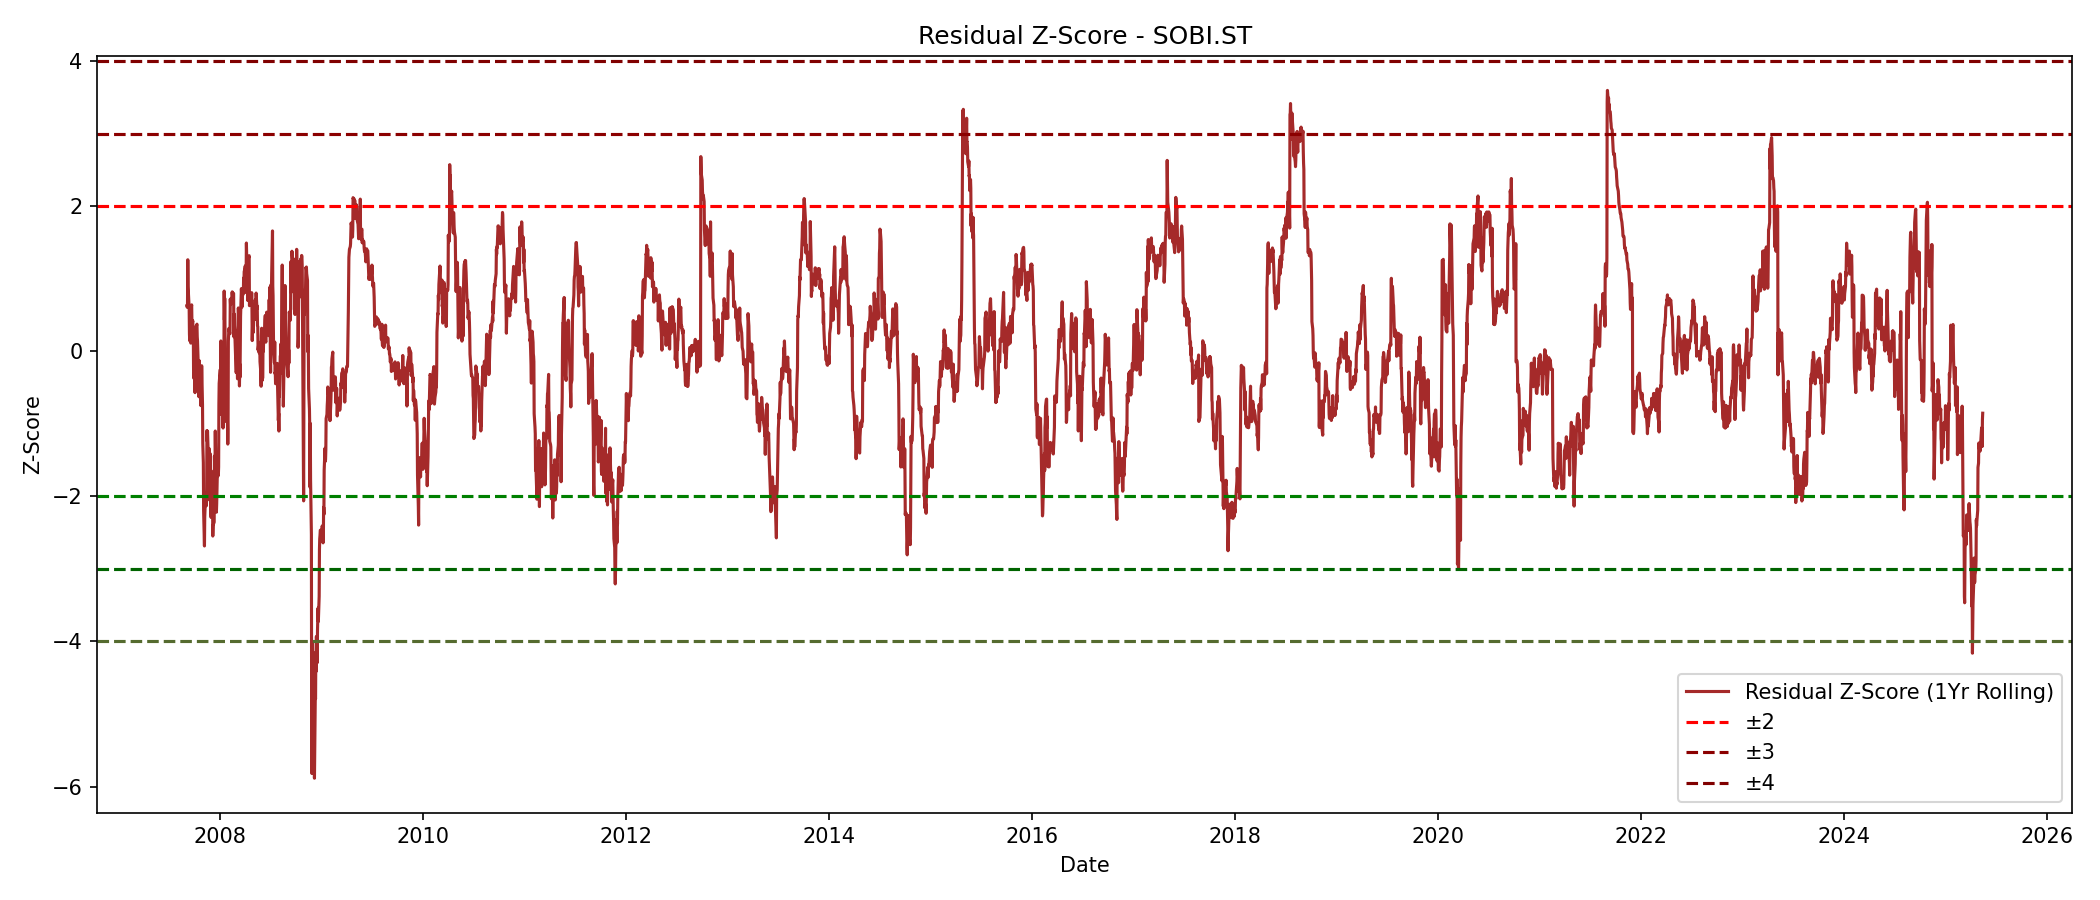 Residual Z-Score - SOBI.ST
Z-Score
4
2
0
−2
−4
−6
2008 2010 2012 2014 2016 2018 2020 2022 2024 2026
Date
Residual Z-Score (1Yr Rolling)
±2
±3
±4